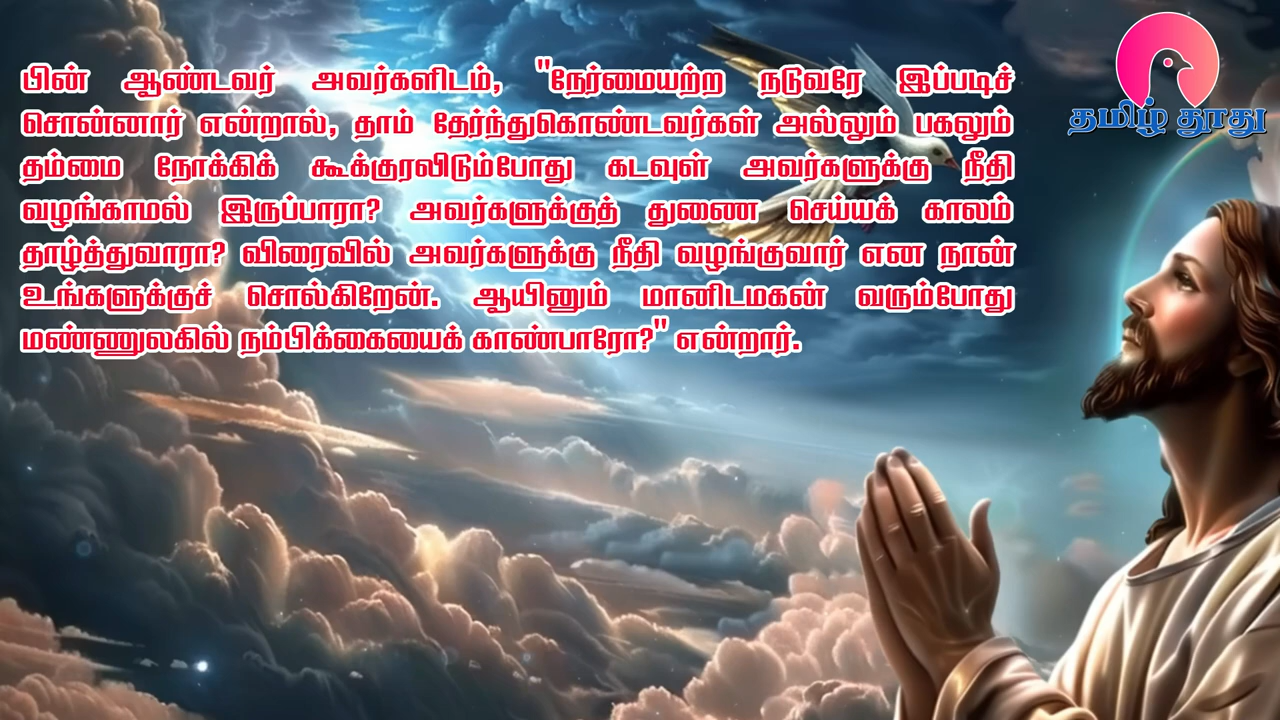 பின் ஆண்டவர் அவர்களிடம், "நேர்மையற்ற நடுவரே இப்படிச்
சொன்னார் என்றால், தாம் தேர்ந்துகொண்டவர்கள் அல்லும் பகலும்
தம்மை நோக்கிக் கூக்குரலிடும்போது கடவுள் அவர்களுக்கு நீதி
வழங்காமல் இருப்பாரா? அவர்களுக்குத் துணை செய்யக் காலம்
தாழ்த்துவாரா? விரைவில் அவர்களுக்கு நீதி வழங்குவார் என நான்
உங்களுக்குச் சொல்கிறேன். ஆயினும் மானிடமகன் வரும்போது
மண்ணுலகில் நம்பிக்கையைக் காண்பாரோ?" என்றார்.
தமிழ் தூது